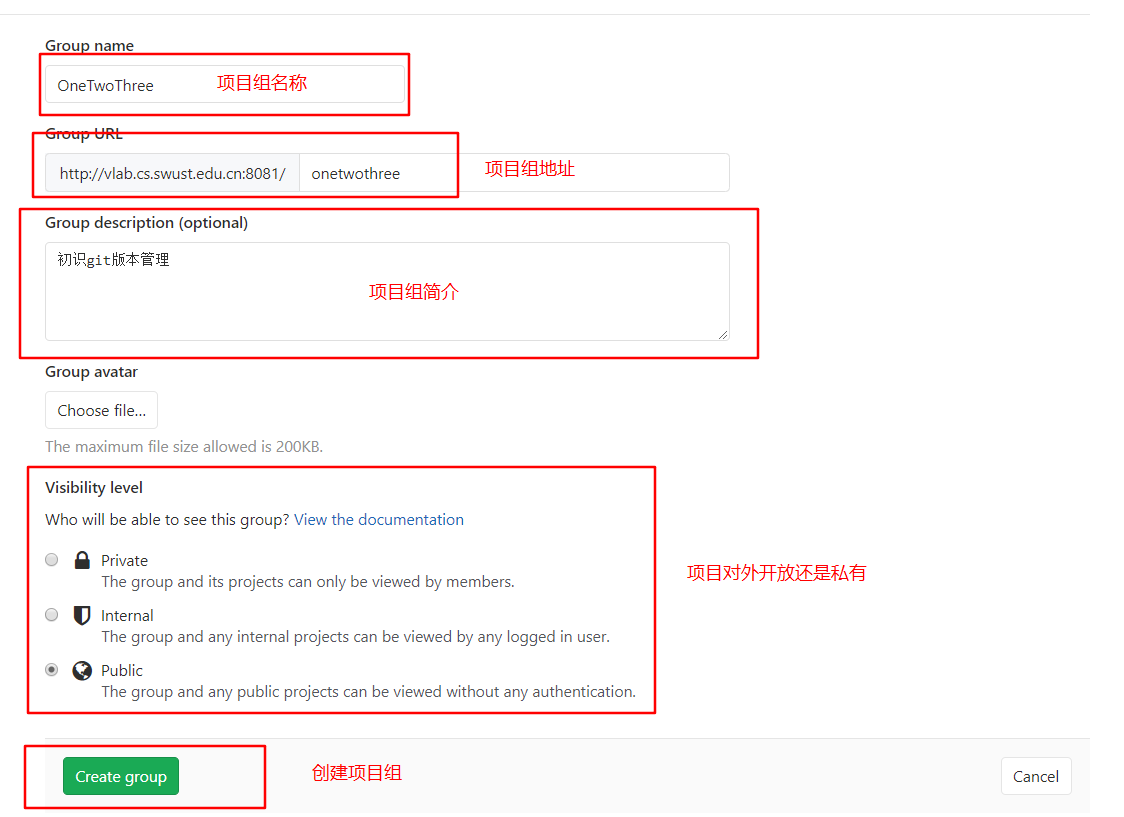 Group name
OneTwoThree 项目组名称
Group URL
http://vlab.cs.swust.edu.cn:8081/ onetwothree 项目组地址
Group description (optional)
初识git版本管理
项目组简介
Group avatar
Choose file...
The maximum file size allowed is 200KB.
Visibility level
Who will be able to see this group? View the documentation
Private
The group and its projects can only be viewed by members.
项目对外开放还是私有
Internal
The group and any internal projects can be viewed by any logged in user.
Public
The group and any public projects can be viewed without any authentication.
Create group 创建项目组 Cancel